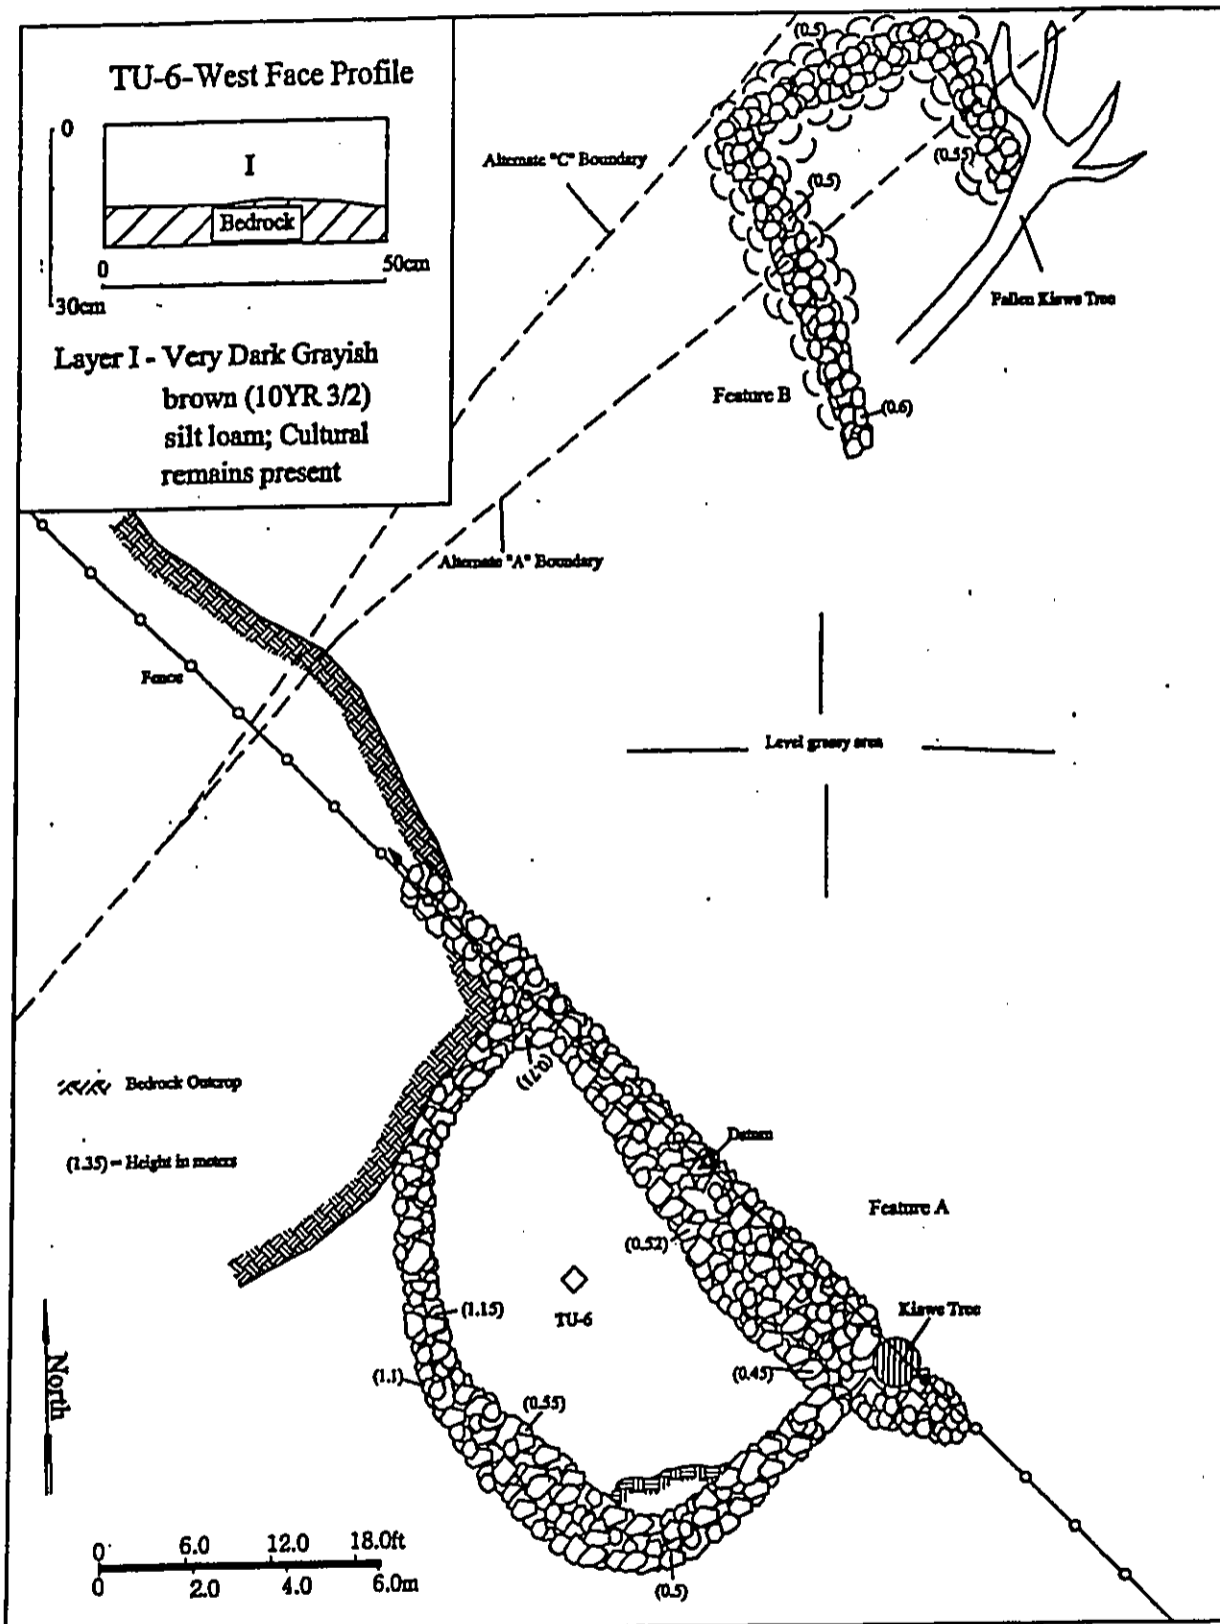 TU-6-West Face Profile
0
I
Bedrock
0
50cm
30cm
Layer I - Very Dark Grayish
brown (10YR 3/2)
silt loam; Cultural
remains present
(0.5)
Alternate "C" Boundary
(0.55)
(0.5)
Fallen Kiawe Tree
Feature B
(0.6)
Alternate "A" Boundary
Fence
Level grassy area
(0.71)
Bedrock Outcrop
Datum
(1.35) = Height in meters
Feature A
(0.52)
(1.15)
TU-6
Kiawe Tree
(1.1)
(0.45)
(0.55)
North
0 6.0 12.0 18.0ft
0 2.0 4.0 6.0m
(0.5)